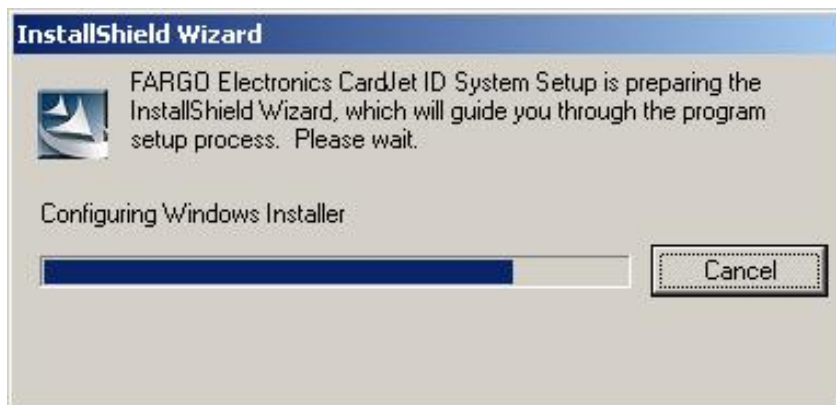 InstallShield Wizard
FARGO Electronics CardJet ID System Setup is preparing the
InstallShield Wizard, which will guide you through the program
setup process.  Please wait.
Configuring Windows Installer
Cancel